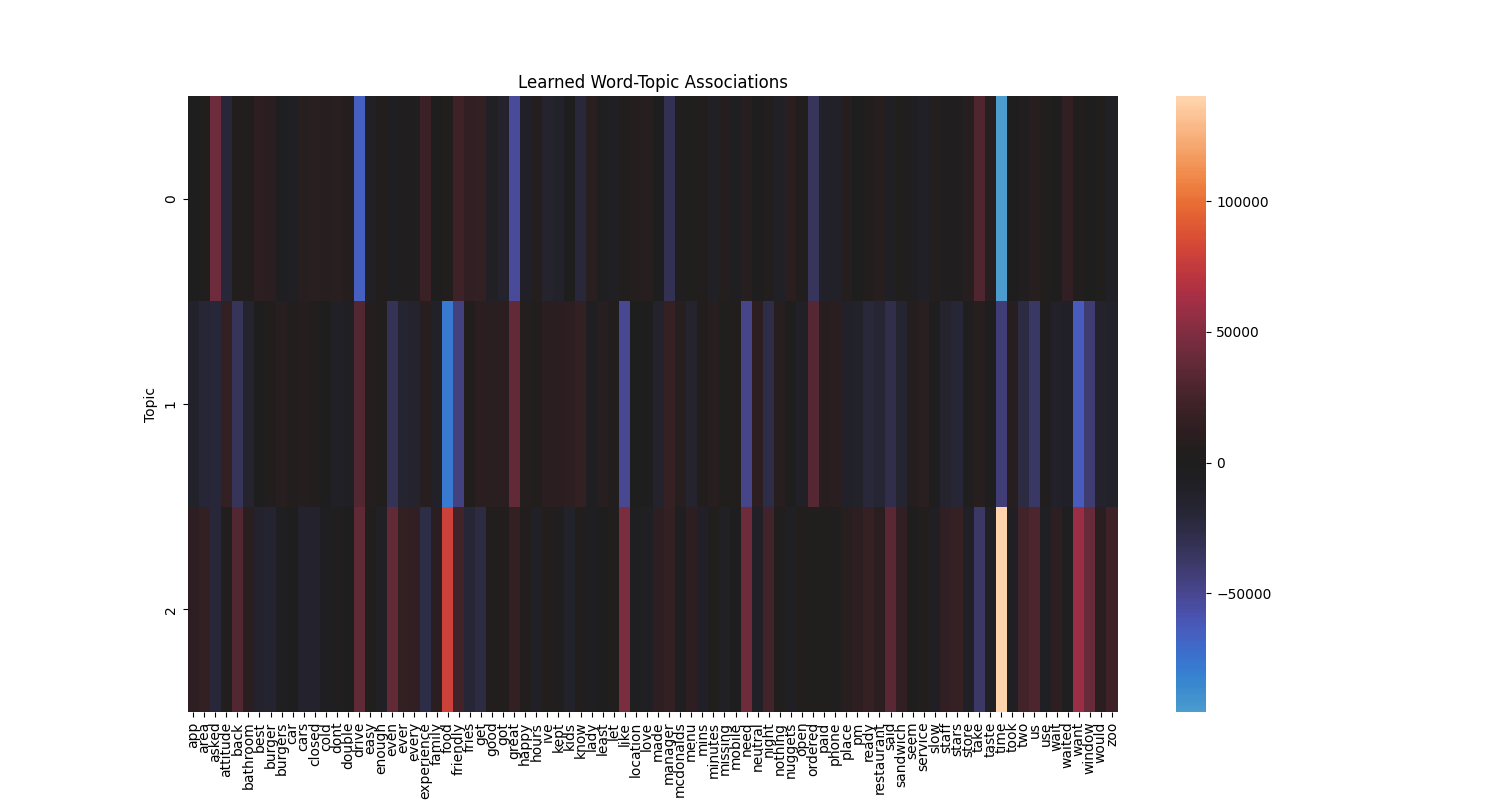 Learned Word-Topic Associations
Topic
0
1
2
100000
50000
0
−50000
app
area
asked
attitude
back
bathroom
best
burger
burgers
car
cars
closed
cold
dont
double
drive
easy
enough
even
ever
every
experience
family
food
friendly
fries
get
good
got
great
happy
hours
ive
kept
kids
know
lady
least
let
like
location
love
made
manager
mcdonalds
menu
mins
minutes
missing
mobile
need
neutral
night
nothing
nuggets
open
ordered
paid
phone
place
pm
ready
restaurant
said
sandwich
seem
service
slow
staff
stars
store
take
taste
time
took
two
us
use
wait
waited
want
window
would
zoo